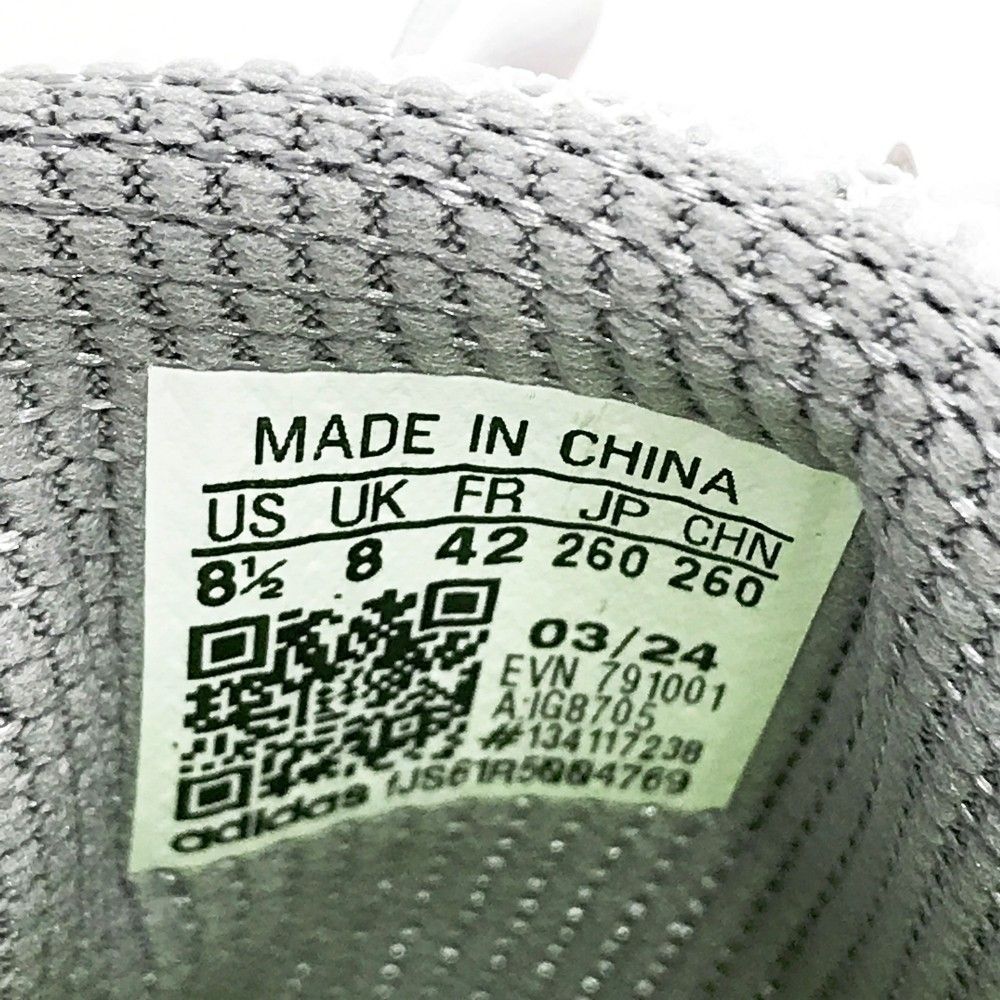 MADE IN CHINA
US UK FR JP CHN
8½ 8 42 260 260
03/24
EVN 791001
A:IG8705
#134117238
adidas 1JS61R5004769